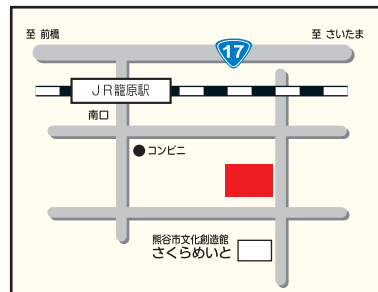 至 前橋
至 さいたま
17
JR籠原駅
南口
コンビニ
熊谷市文化創造館
さくらめいと